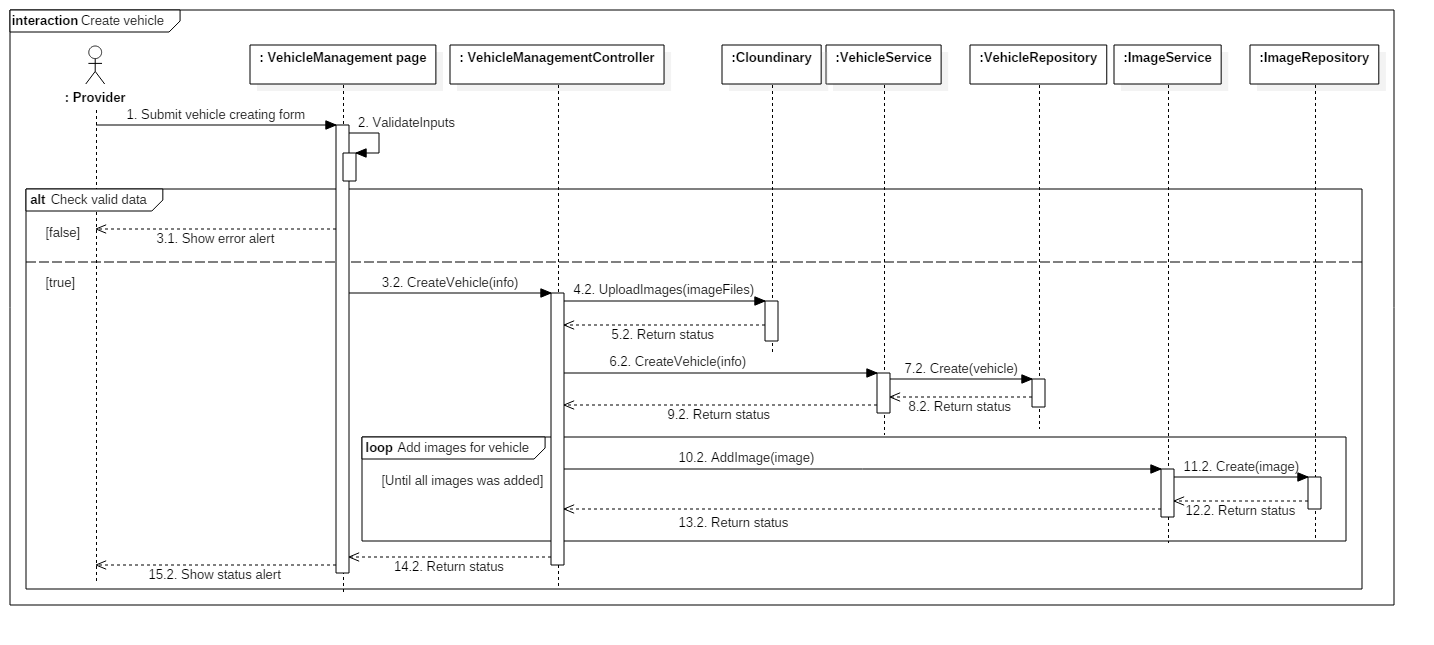 interaction Create vehicle
: VehicleManagement page
: VehicleManagementController
:Cloundinary
:VehicleService
:VehicleRepository
:ImageService
:ImageRepository
: Provider
1. Submit vehicle creating form
2. ValidateInputs
alt Check valid data
[false]
3.1. Show error alert
[true]
3.2. CreateVehicle(info)
4.2. UploadImages(imageFiles)
5.2. Return status
6.2. CreateVehicle(info)
7.2. Create(vehicle)
8.2. Return status
9.2. Return status
loop Add images for vehicle
[Until all images was added]
10.2. AddImage(image)
11.2. Create(image)
12.2. Return status
13.2. Return status
14.2. Return status
15.2. Show status alert